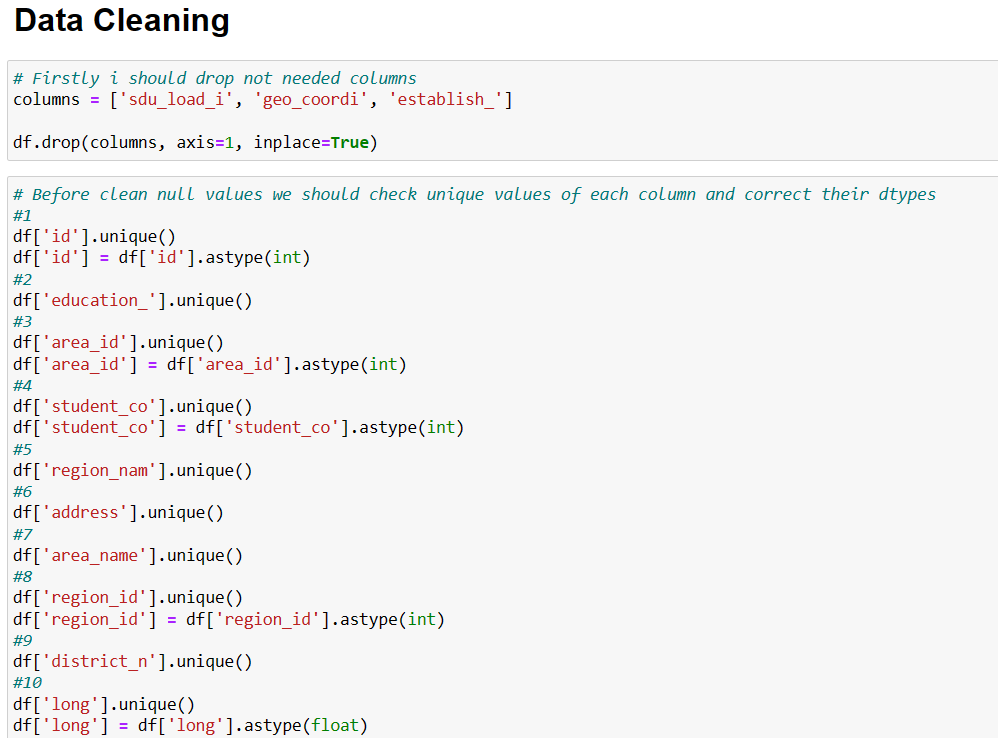 Data Cleaning
# Firstly i should drop not needed columns
columns = ['sdu_load_i', 'geo_coordi', 'establish_']
df.drop(columns, axis=1, inplace=True)
# Before clean null values we should check unique values of each column and correct their dtypes
#1
df['id'].unique()
df['id'] = df['id'].astype(int)
#2
df['education_'].unique()
#3
df['area_id'].unique()
df['area_id'] = df['area_id'].astype(int)
#4
df['student_co'].unique()
df['student_co'] = df['student_co'].astype(int)
#5
df['region_nam'].unique()
#6
df['address'].unique()
#7
df['area_name'].unique()
#8
df['region_id'].unique()
df['region_id'] = df['region_id'].astype(int)
#9
df['district_n'].unique()
#10
df['long'].unique()
df['long'] = df['long'].astype(float)